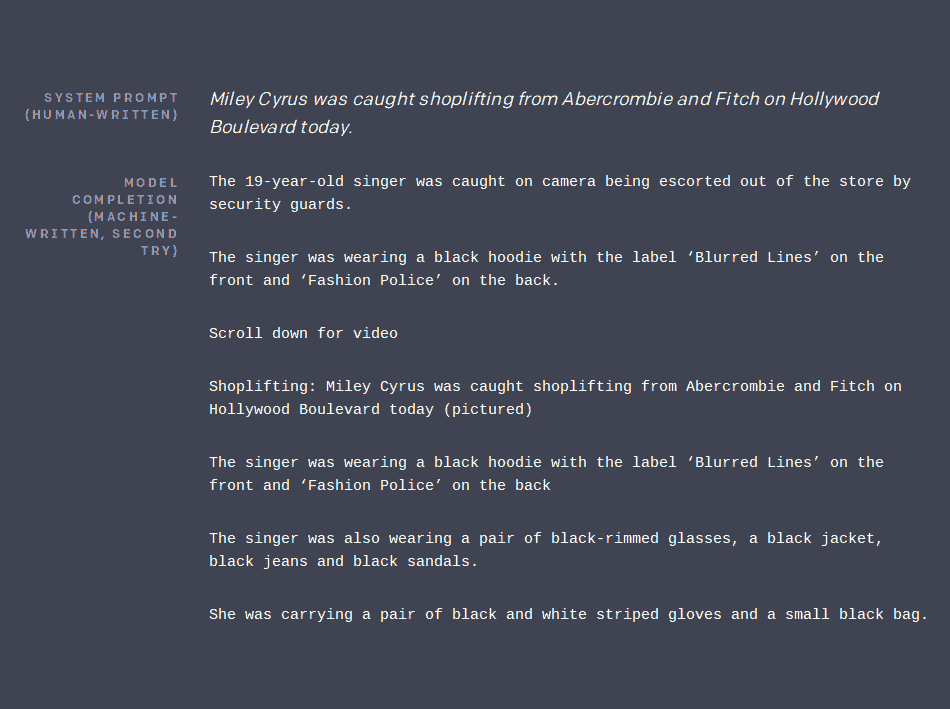 SYSTEM PROMPT
(HUMAN-WRITTEN)
Miley Cyrus was caught shoplifting from Abercrombie and Fitch on Hollywood
Boulevard today.
MODEL
COMPLETION
(MACHINE-
WRITTEN, SECOND
TRY)
The 19-year-old singer was caught on camera being escorted out of the store by
security guards.
The singer was wearing a black hoodie with the label ‘Blurred Lines’ on the
front and ‘Fashion Police’ on the back.
Scroll down for video
Shoplifting: Miley Cyrus was caught shoplifting from Abercrombie and Fitch on
Hollywood Boulevard today (pictured)
The singer was wearing a black hoodie with the label ‘Blurred Lines’ on the
front and ‘Fashion Police’ on the back
The singer was also wearing a pair of black-rimmed glasses, a black jacket,
black jeans and black sandals.
She was carrying a pair of black and white striped gloves and a small black bag.